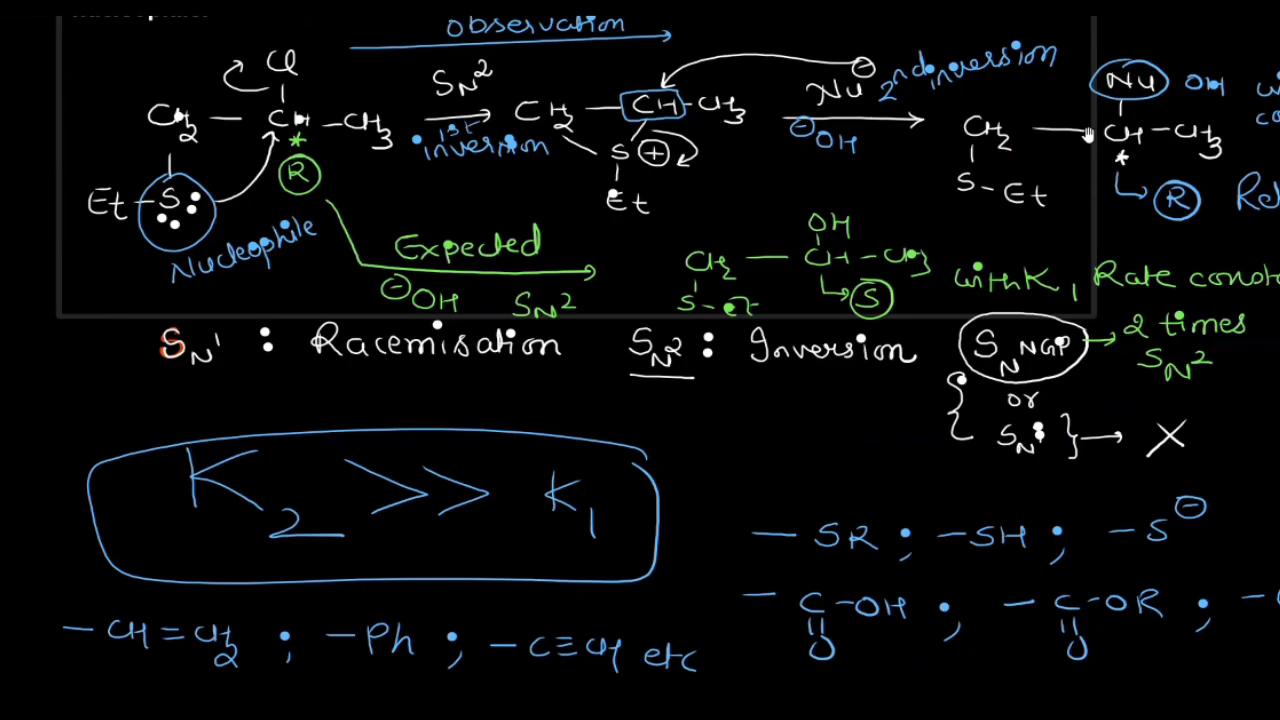 observation
Cl
SN2
Nu⊖ 2nd inversion
Nu OH
CH2 — CH — CH3
1st inversion
CH2 — CH — CH3
⊖OH
CH2 — CH — CH3
* R
S ⊕
*
Et — S
Et
S — Et
R
Nucleophile
Expected
⊖OH SN2
OH
CH2 — CH — CH3
S — et
S
with K1 Rate const
SN1 : Racemisation SN2 : Inversion SN NGP → 2 times SN2
or
SNi → X
K2 >> K1
— SR ; — SH ; — S⊖
— C — OH ; — C — OR ;
O O
— CH = CH2 ; — Ph ; — C ≡ CH etc